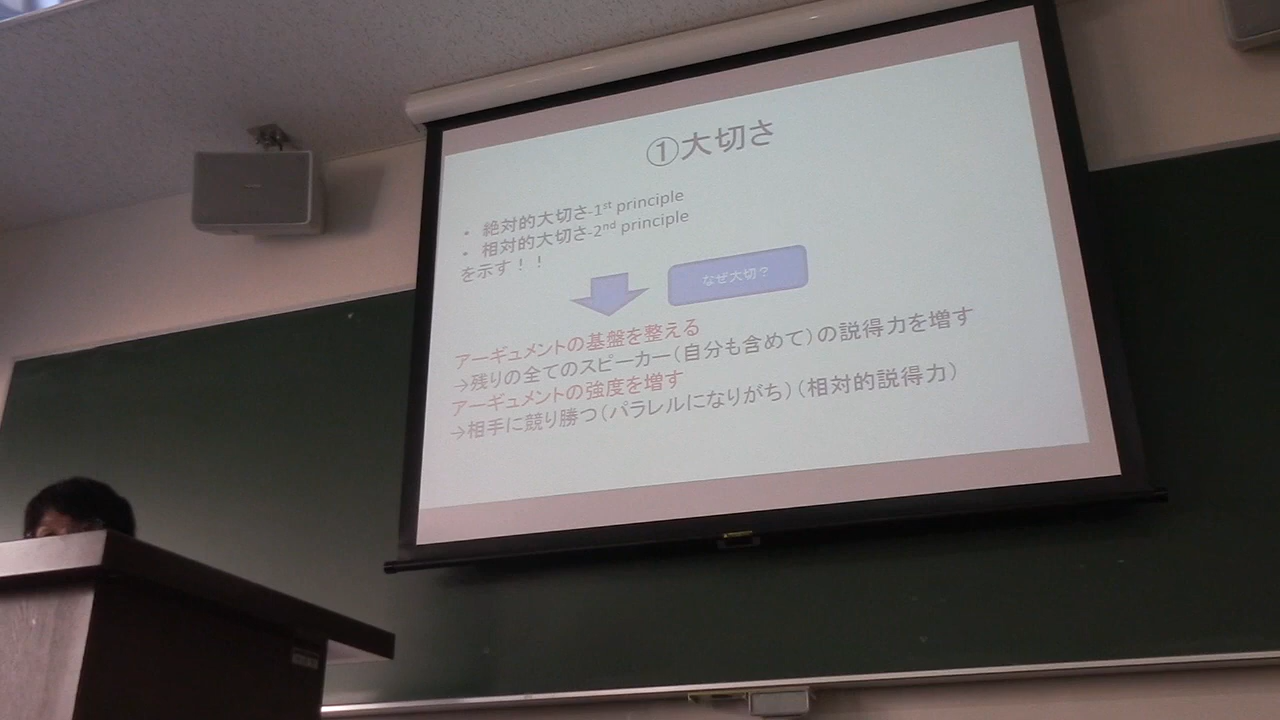 ①大切さ
・ 絶対的大切さ-1st principle
・ 相対的大切さ-2nd principle
を示す！！
なぜ大切？
アーギュメントの基盤を整える
→残りの全てのスピーカー（自分も含めて）の説得力を増す
アーギュメントの強度を増す
→相手に競り勝つ（パラレルになりがち）（相対的説得力）